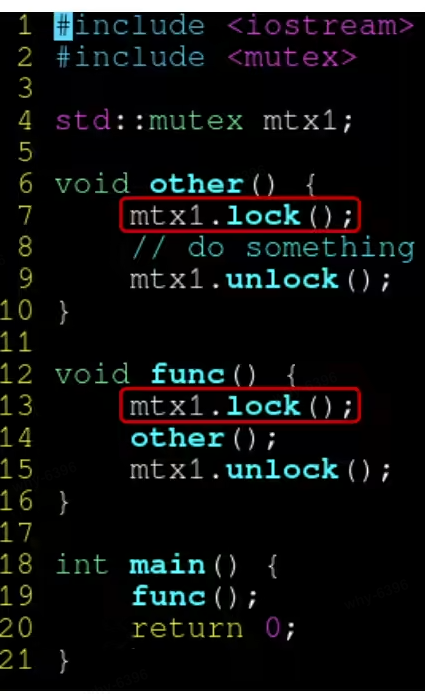 1 #include <iostream>
2 #include <mutex>
3
4 std::mutex mtx1;
5
6 void other() {
7     mtx1.lock();
8     // do something
9     mtx1.unlock();
10 }
11
12 void func() {
13     mtx1.lock();
14     other();
15     mtx1.unlock();
16 }
17
18 int main() {
19     func();
20     return 0;
21 }